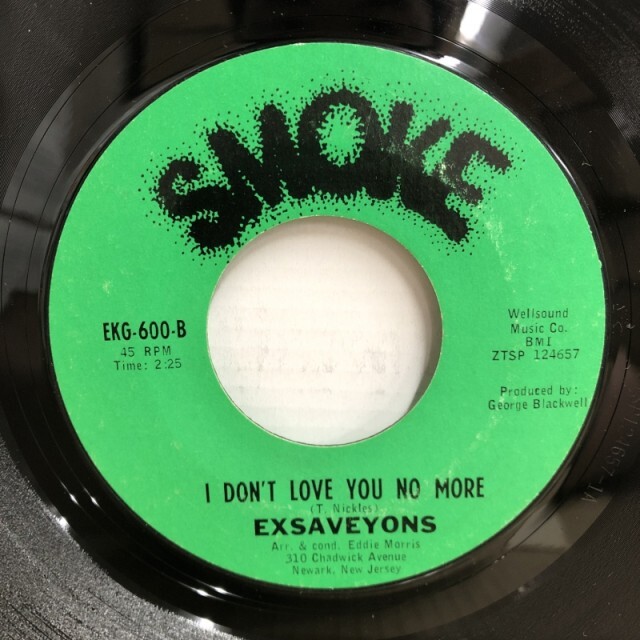 SMOKE
EKG-600-B
45 RPM
Time: 2:25
Wellsound
Music Co.
BMI
ZTSP 124657
Produced by:
George Blackwell
I DON'T LOVE YOU NO MORE
(T. Nickles)
EXSAVEYONS
Arr. & cond. Eddie Morris
310 Chadwick Avenue
Newark, New Jersey